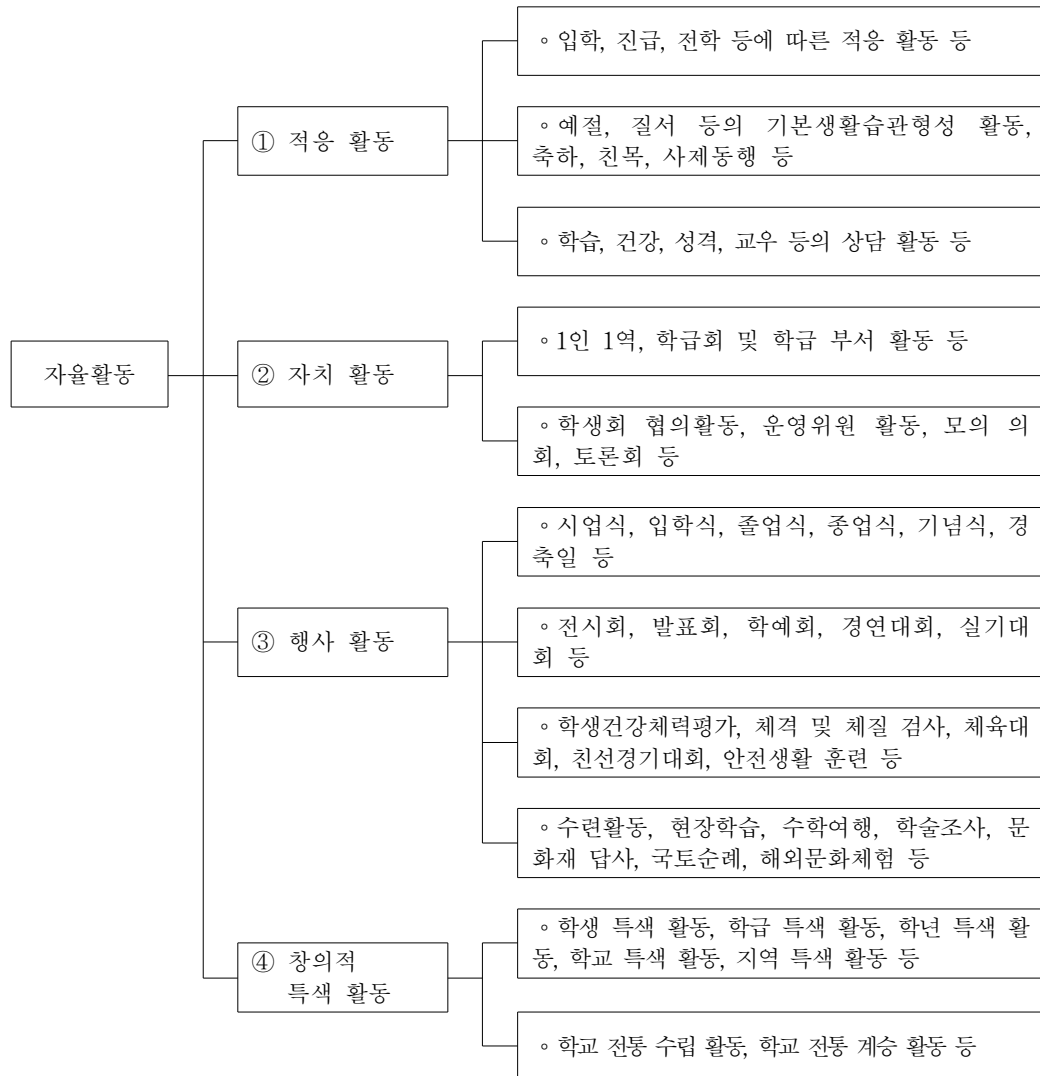 ◦입학, 진급, 전학 등에 따른 적응 활동 등
① 적응 활동
◦예절, 질서 등의 기본생활습관형성 활동,
축하, 친목, 사제동행 등
◦학습, 건강, 성격, 교우 등의 상담 활동 등
자율활동
② 자치 활동
◦1인 1역, 학급회 및 학급 부서 활동 등
◦학생회 협의활동, 운영위원 활동, 모의 의
회, 토론회 등
③ 행사 활동
◦시업식, 입학식, 졸업식, 종업식, 기념식, 경
축일 등
◦전시회, 발표회, 학예회, 경연대회, 실기대
회 등
◦학생건강체력평가, 체격 및 체질 검사, 체육대
회, 친선경기대회, 안전생활 훈련 등
◦수련활동, 현장학습, 수학여행, 학술조사, 문
화재 답사, 국토순례, 해외문화체험 등
④ 창의적
특색 활동
◦학생 특색 활동, 학급 특색 활동, 학년 특색 활
동, 학교 특색 활동, 지역 특색 활동 등
◦학교 전통 수립 활동, 학교 전통 계승 활동 등